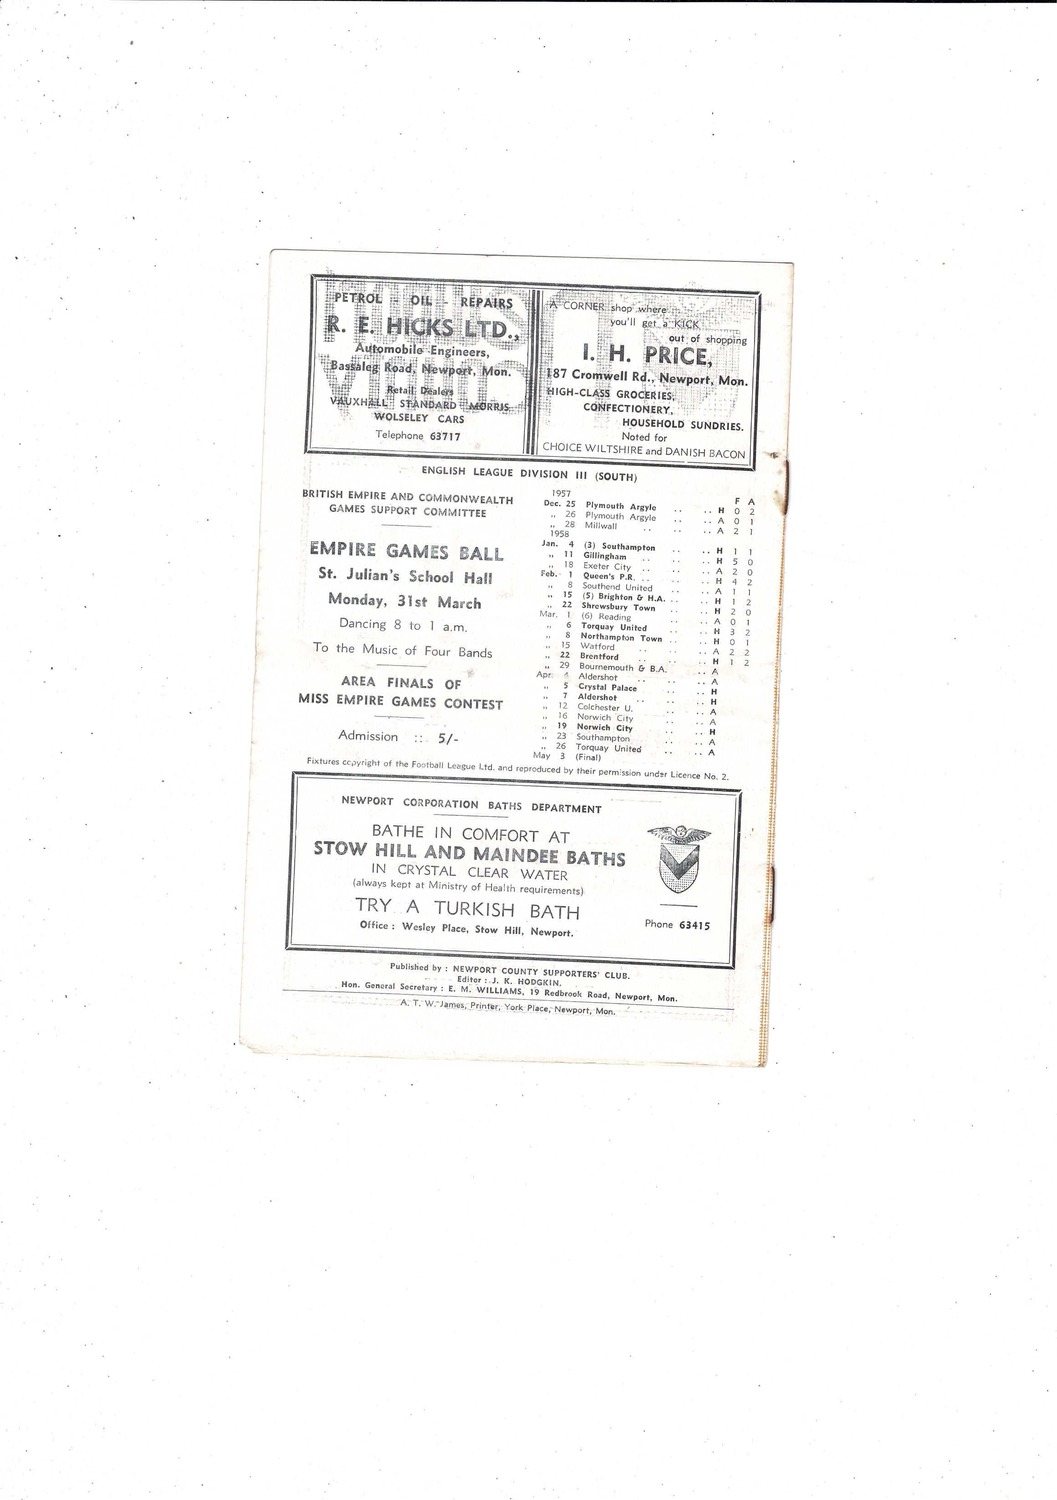 PETROL - OIL - REPAIRS
R. E. HICKS LTD.,
Automobile Engineers,
Bassaleg Road, Newport, Mon.
Retail Dealers
VAUXHALL STANDARD MORRIS
WOLSELEY CARS
Telephone 63717
A CORNER shop where
you'll get a KICK
out of shopping
I. H. PRICE,
187 Cromwell Rd., Newport, Mon.
HIGH-CLASS GROCERIES,
CONFECTIONERY,
HOUSEHOLD SUNDRIES.
Noted for
CHOICE WILTSHIRE and DANISH BACON
ENGLISH LEAGUE DIVISION III (SOUTH)
BRITISH EMPIRE AND COMMONWEALTH
GAMES SUPPORT COMMITTEE
EMPIRE GAMES BALL
St. Julian's School Hall
Monday, 31st March
Dancing 8 to 1 a.m.
To the Music of Four Bands
AREA FINALS OF
MISS EMPIRE GAMES CONTEST
Admission :: 5/-
1957 F A
Dec. 25 Plymouth Argyle .. .. H 0 2
,, 26 Plymouth Argyle .. .. A 0 1
,, 28 Millwall .. .. .. A 2 1
1958
Jan. 4 (3) Southampton .. .. H 1 1
,, 11 Gillingham .. .. .. H 5 0
,, 18 Exeter City .. .. .. A 2 0
Feb. 1 Queen's P.R. .. .. .. H 4 2
,, 8 Southend United .. .. A 1 1
,, 15 (5) Brighton & H.A. .. .. H 1 2
,, 22 Shrewsbury Town .. .. H 2 0
Mar. 1 (6) Reading .. .. A 0 1
,, 6 Torquay United .. .. H 3 2
,, 8 Northampton Town .. .. H 0 1
,, 15 Watford .. .. .. A 2 2
,, 22 Brentford .. .. .. H 1 2
,, 29 Bournemouth & B.A. .. A
Apr. 4 Aldershot .. .. .. A
,, 5 Crystal Palace .. .. H
,, 7 Aldershot .. .. .. H
,, 12 Colchester U. .. .. A
,, 16 Norwich City .. .. A
,, 19 Norwich City .. .. H
,, 23 Southampton .. .. A
,, 26 Torquay United .. .. A
May 3 (Final)
Fixtures copyright of the Football League Ltd. and reproduced by their permission under Licence No. 2.
NEWPORT CORPORATION BATHS DEPARTMENT
BATHE IN COMFORT AT
STOW HILL AND MAINDEE BATHS
IN CRYSTAL CLEAR WATER
(always kept at Ministry of Health requirements)
TRY A TURKISH BATH
Office : Wesley Place, Stow Hill, Newport.
Phone 63415
Published by : NEWPORT COUNTY SUPPORTERS' CLUB.
Editor : J. K. HODGKIN.
Hon. General Secretary : E. M. WILLIAMS, 19 Redbrook Road, Newport, Mon.
A. T. W. James, Printer, York Place, Newport, Mon.